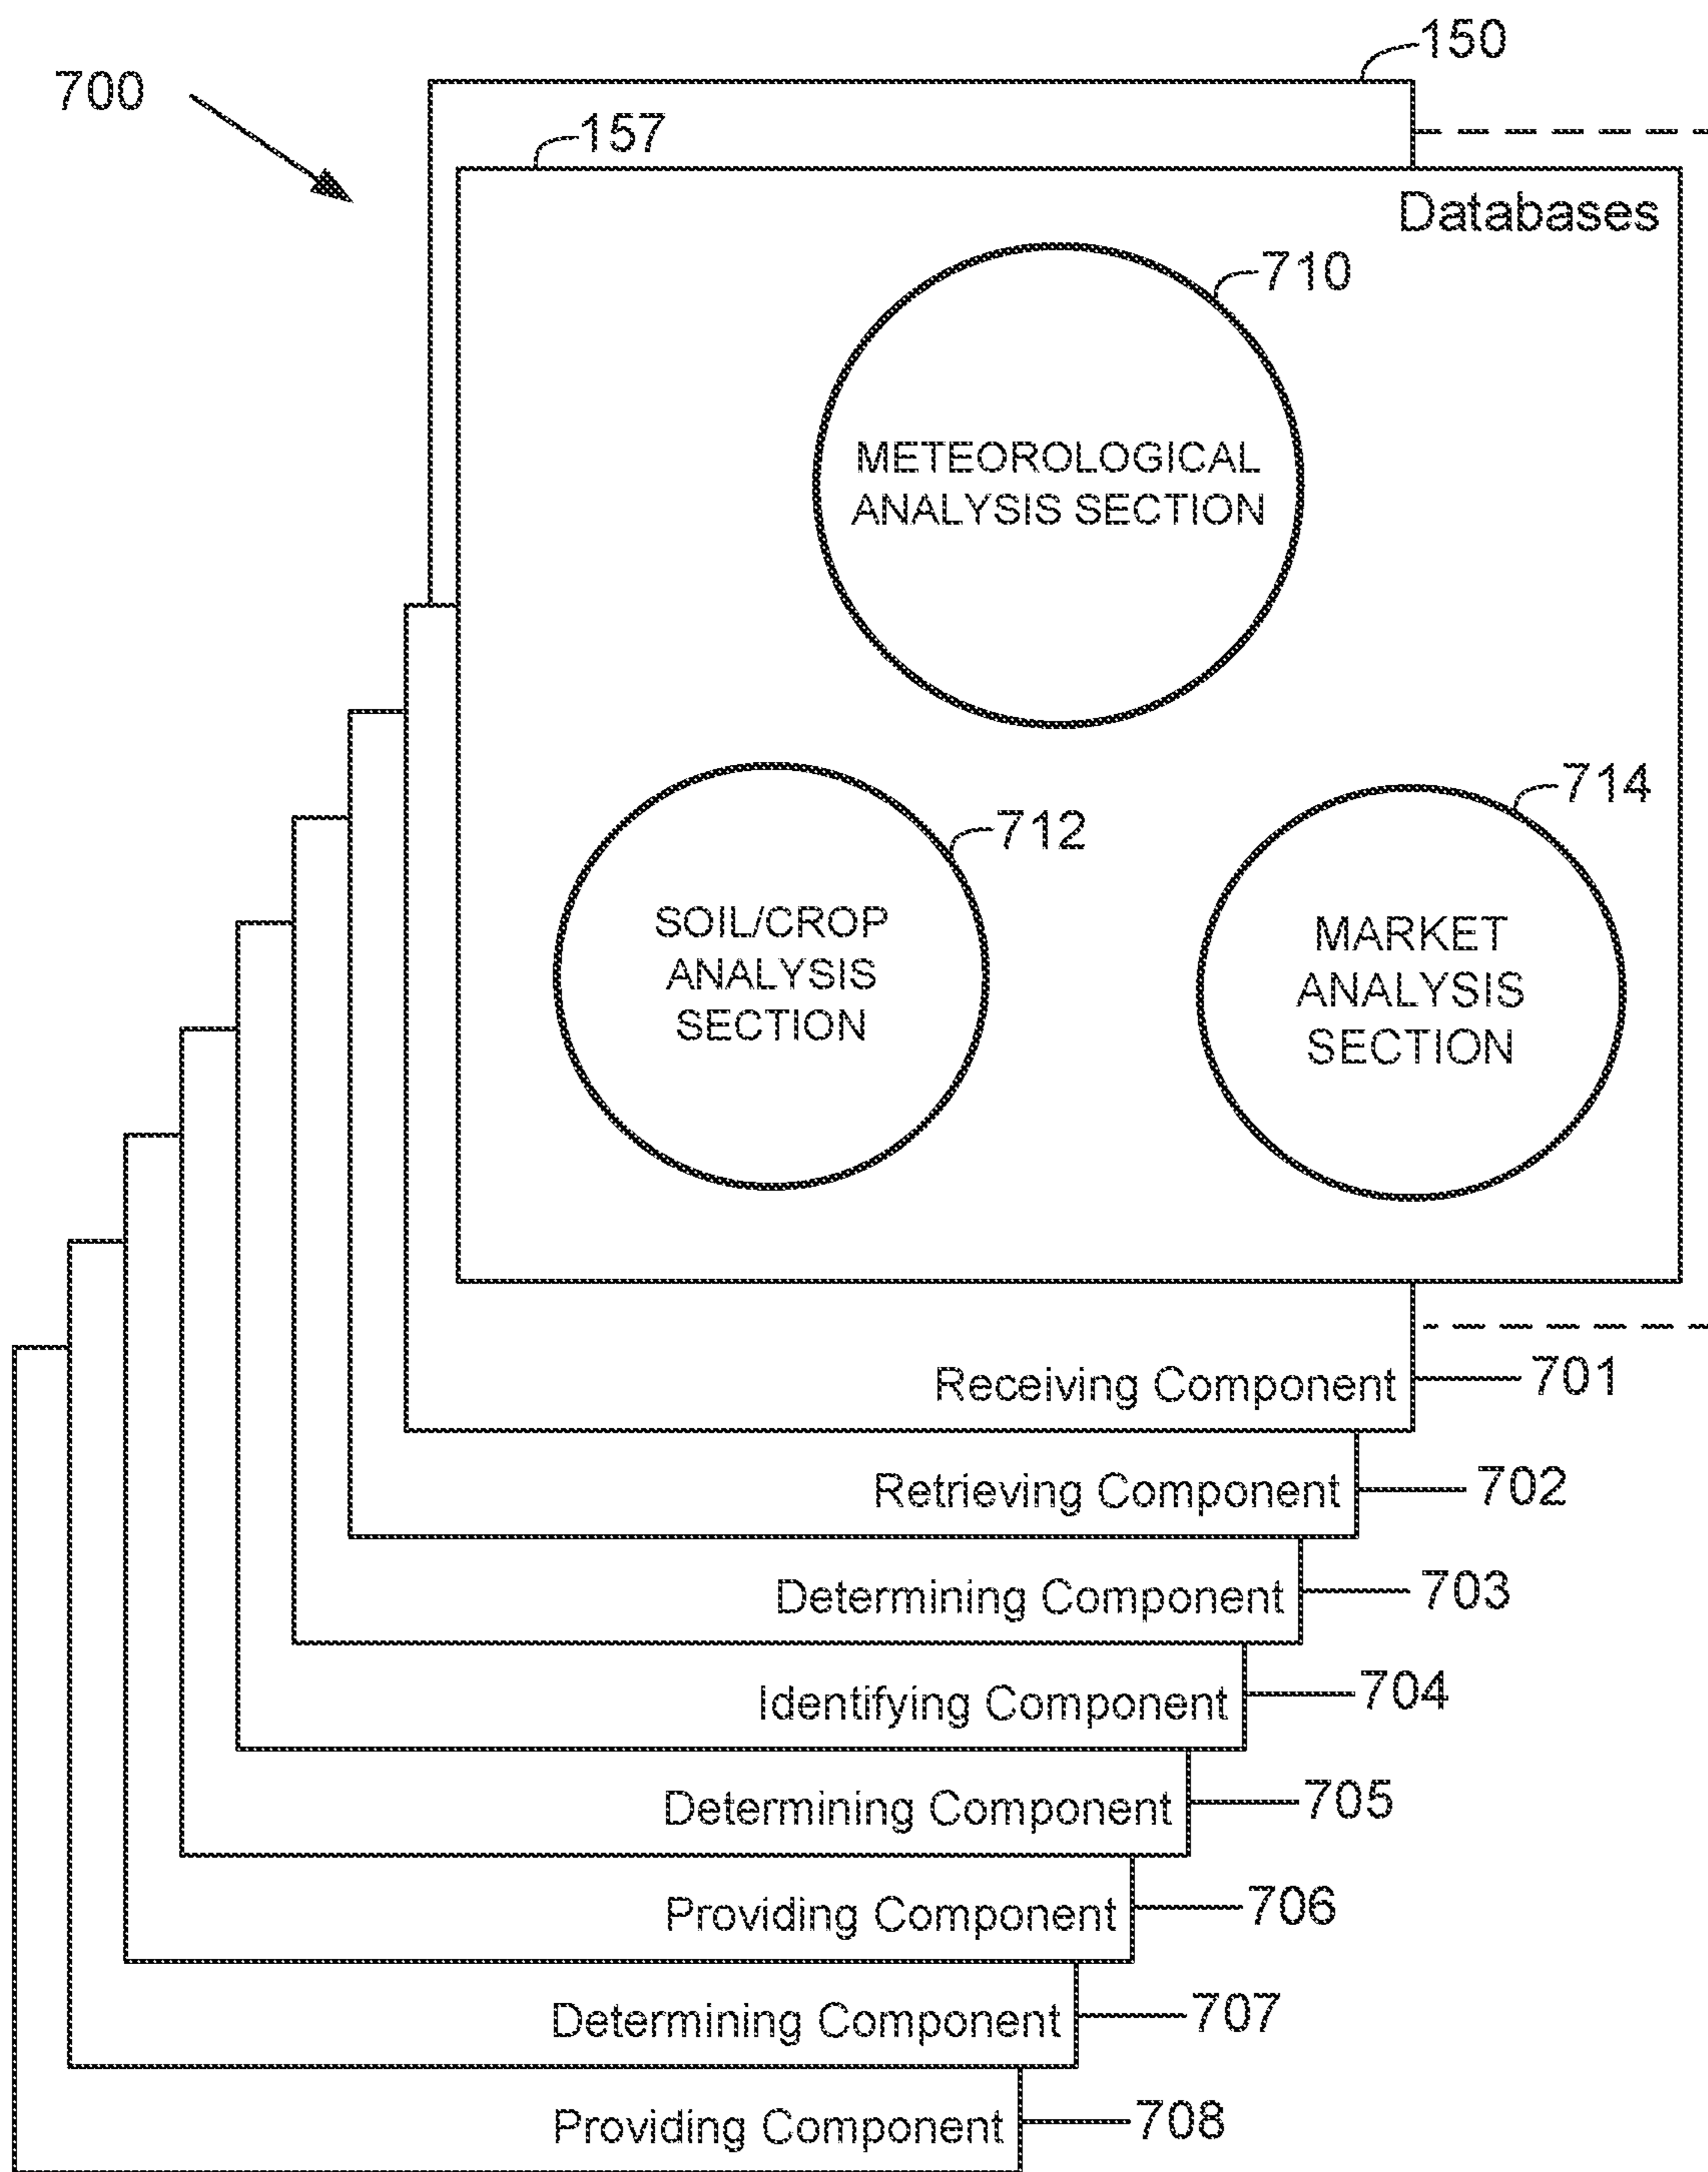 150
700
157
Databases
710
METEOROLOGICAL
ANALYSIS SECTION
714
712
SOIL/CROP
ANALYSIS
SECTION
MARKET
ANALYSIS
SECTION
Receiving Component
701
Retrieving Component
702
Determining Component
703
Identifying Component
704
Determining Component
705
Providing Component
706
Determining Component
707
Providing Component
708